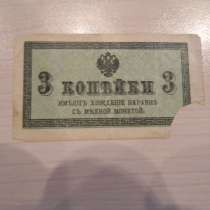 3 КОПѢЙКИ 3
ИМѢЮТЪ ХОЖДЕНІЕ НАРАВНѢ
СЪ МѢДНОЙ МОНЕТОЙ.